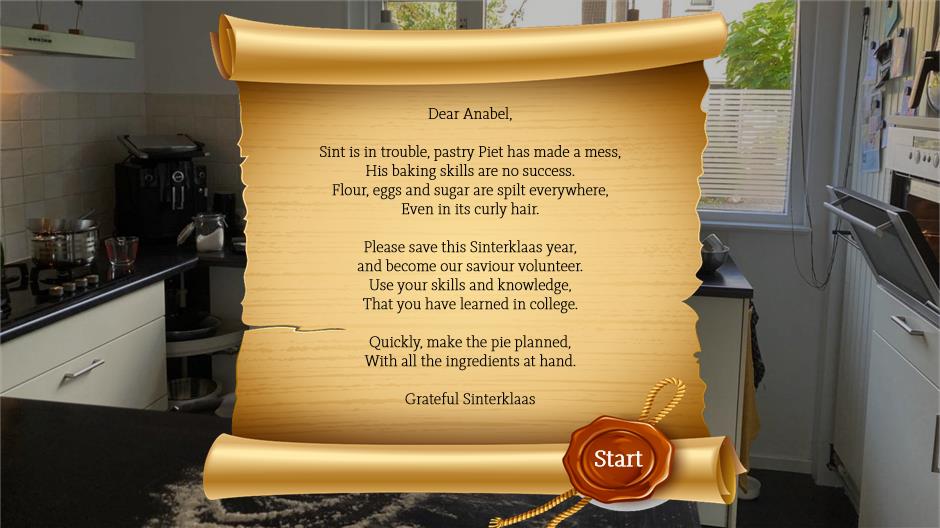 Dear Anabel,
Sint is in trouble, pastry Piet has made a mess,
His baking skills are no success.
Flour, eggs and sugar are spilt everywhere,
Even in its curly hair.
Please save this Sinterklaas year,
and become our saviour volunteer.
Use your skills and knowledge,
That you have learned in college.
Quickly, make the pie planned,
With all the ingredients at hand.
Grateful Sinterklaas
Start